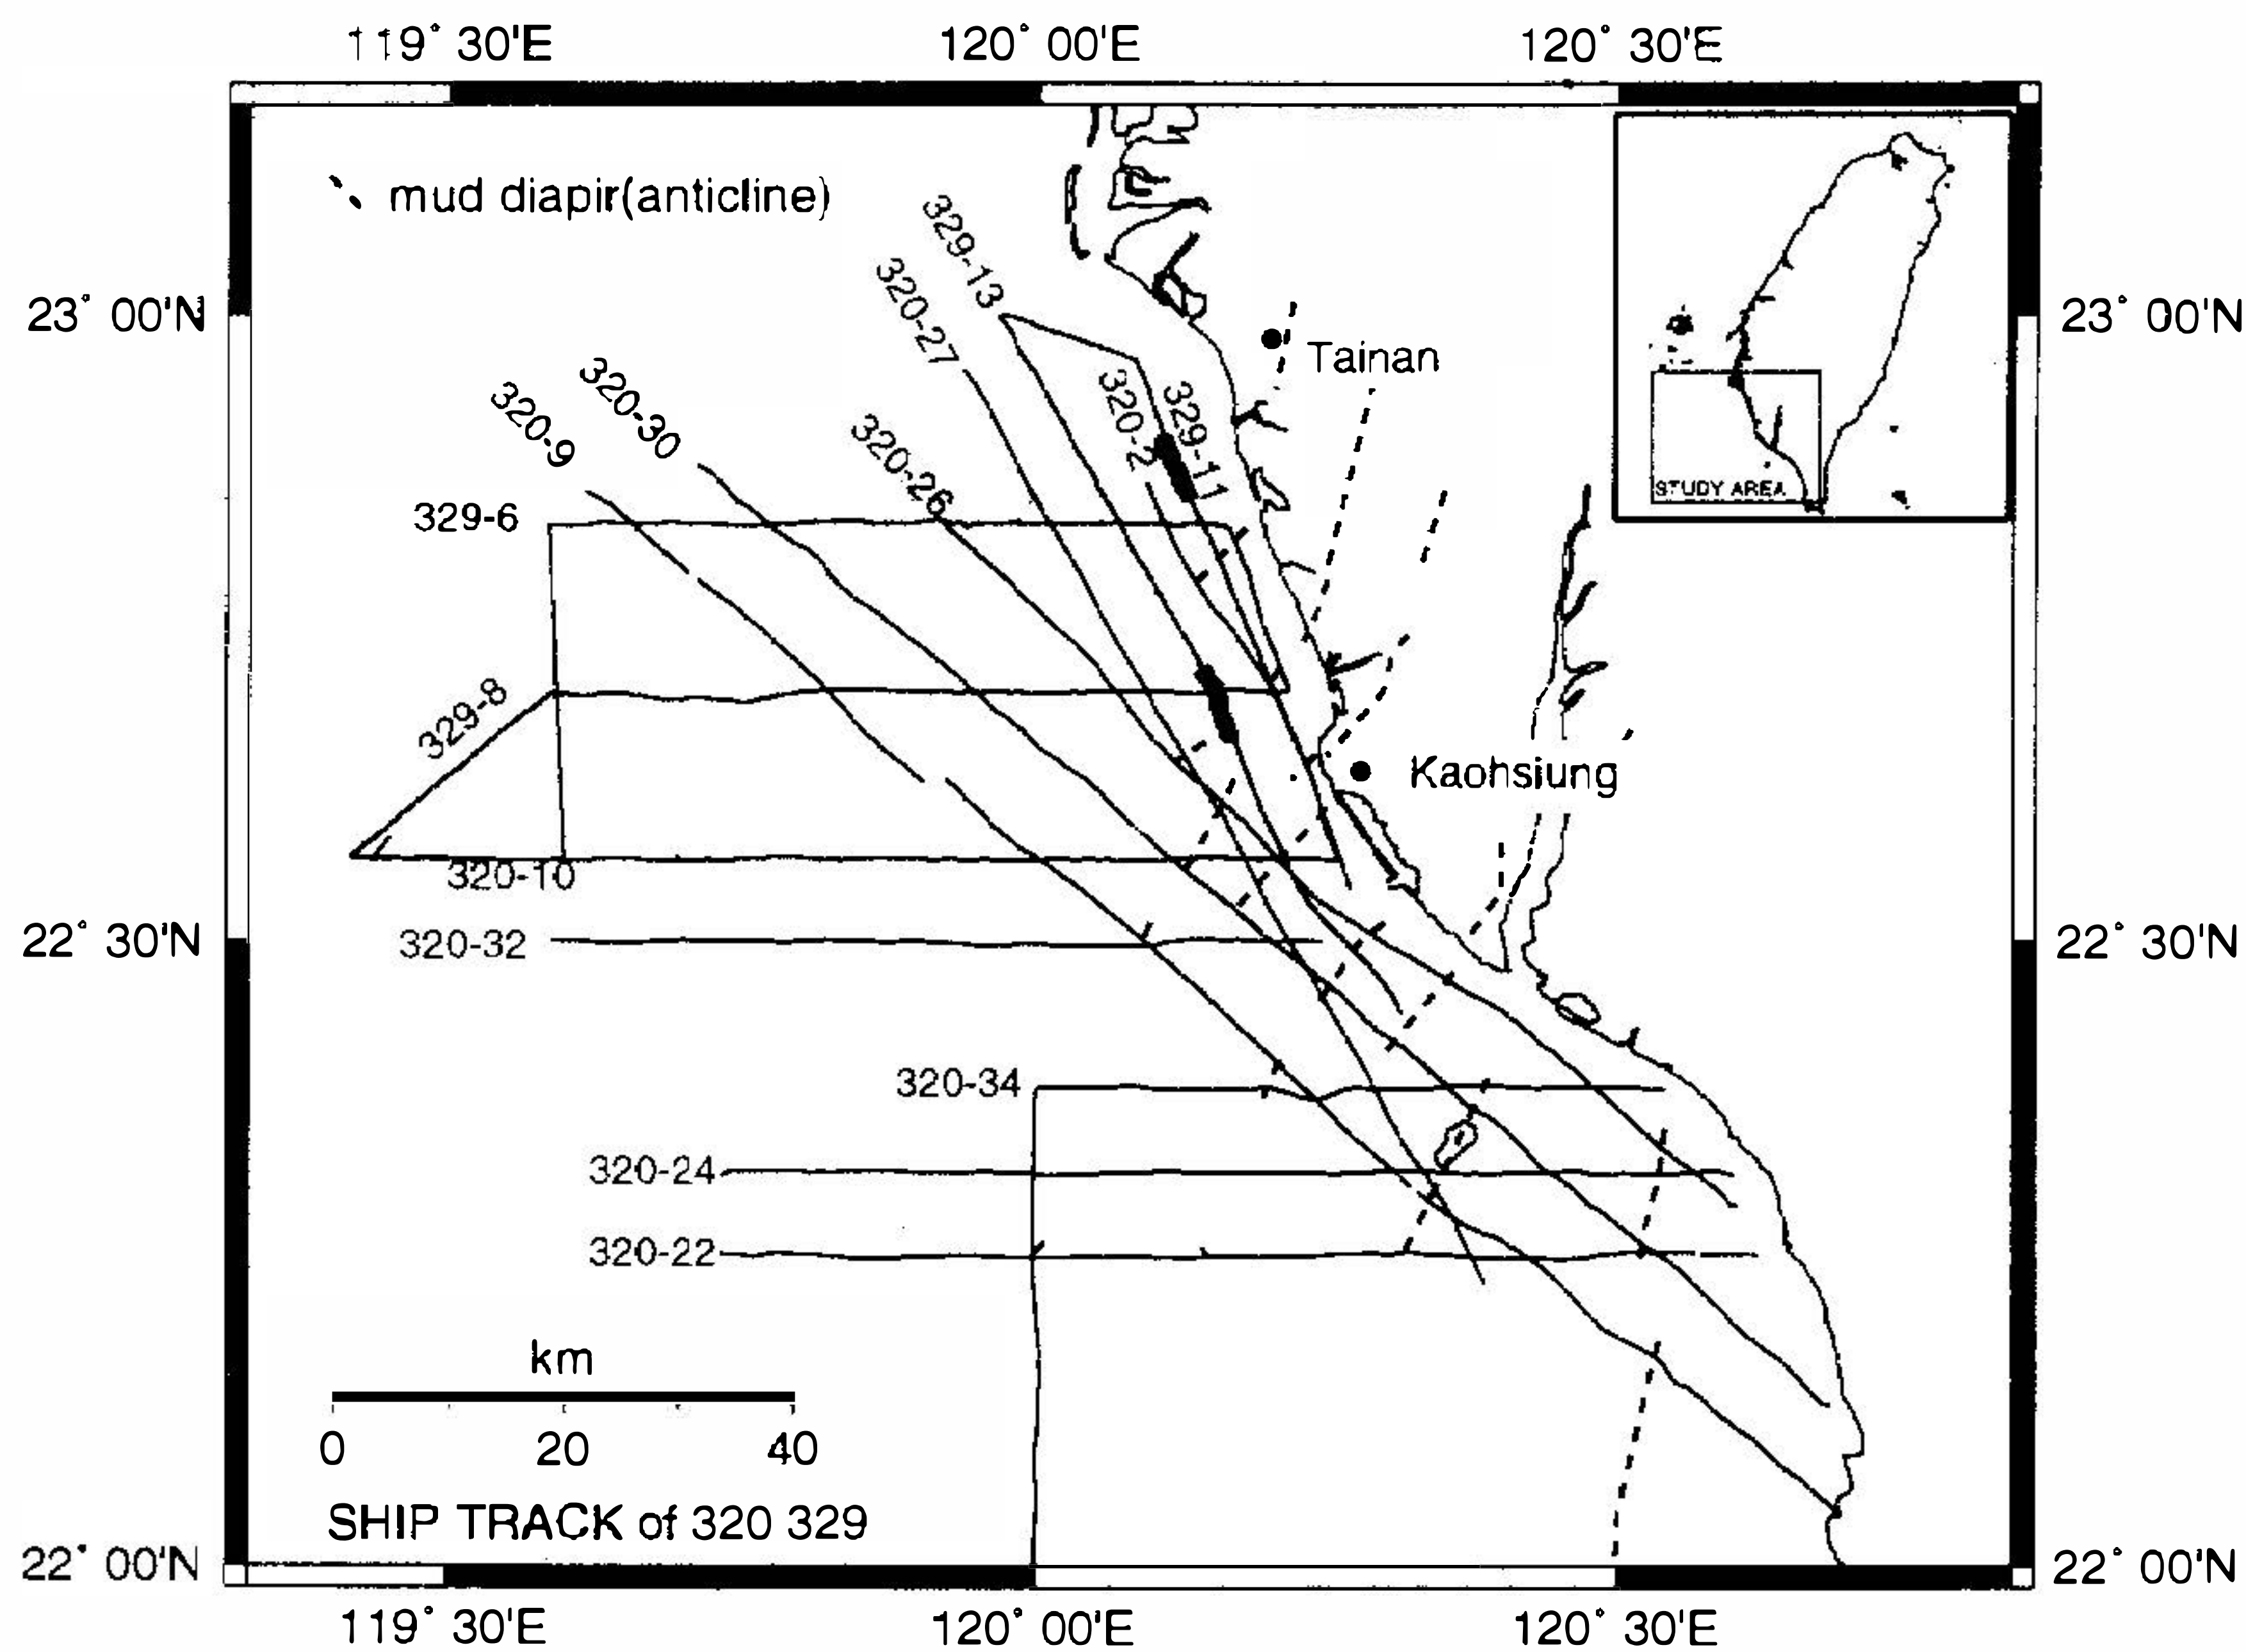 119° 30'E
120° 00'E
120° 30'E
mud diapir(anticline)
329-13
320-27
23° 00'N
23° 00'N
Tainan
320-30
320-9
320-2
329-11
320-26
STUDY AREA
329-6
329-8
Kaohsiung
320-10
22° 30'N
320-32
22° 30'N
320-34
320-24
320-22
km
0 20 40
SHIP TRACK of 320 329
22° 00'N
22° 00'N
119° 30'E
120° 00'E
120° 30'E